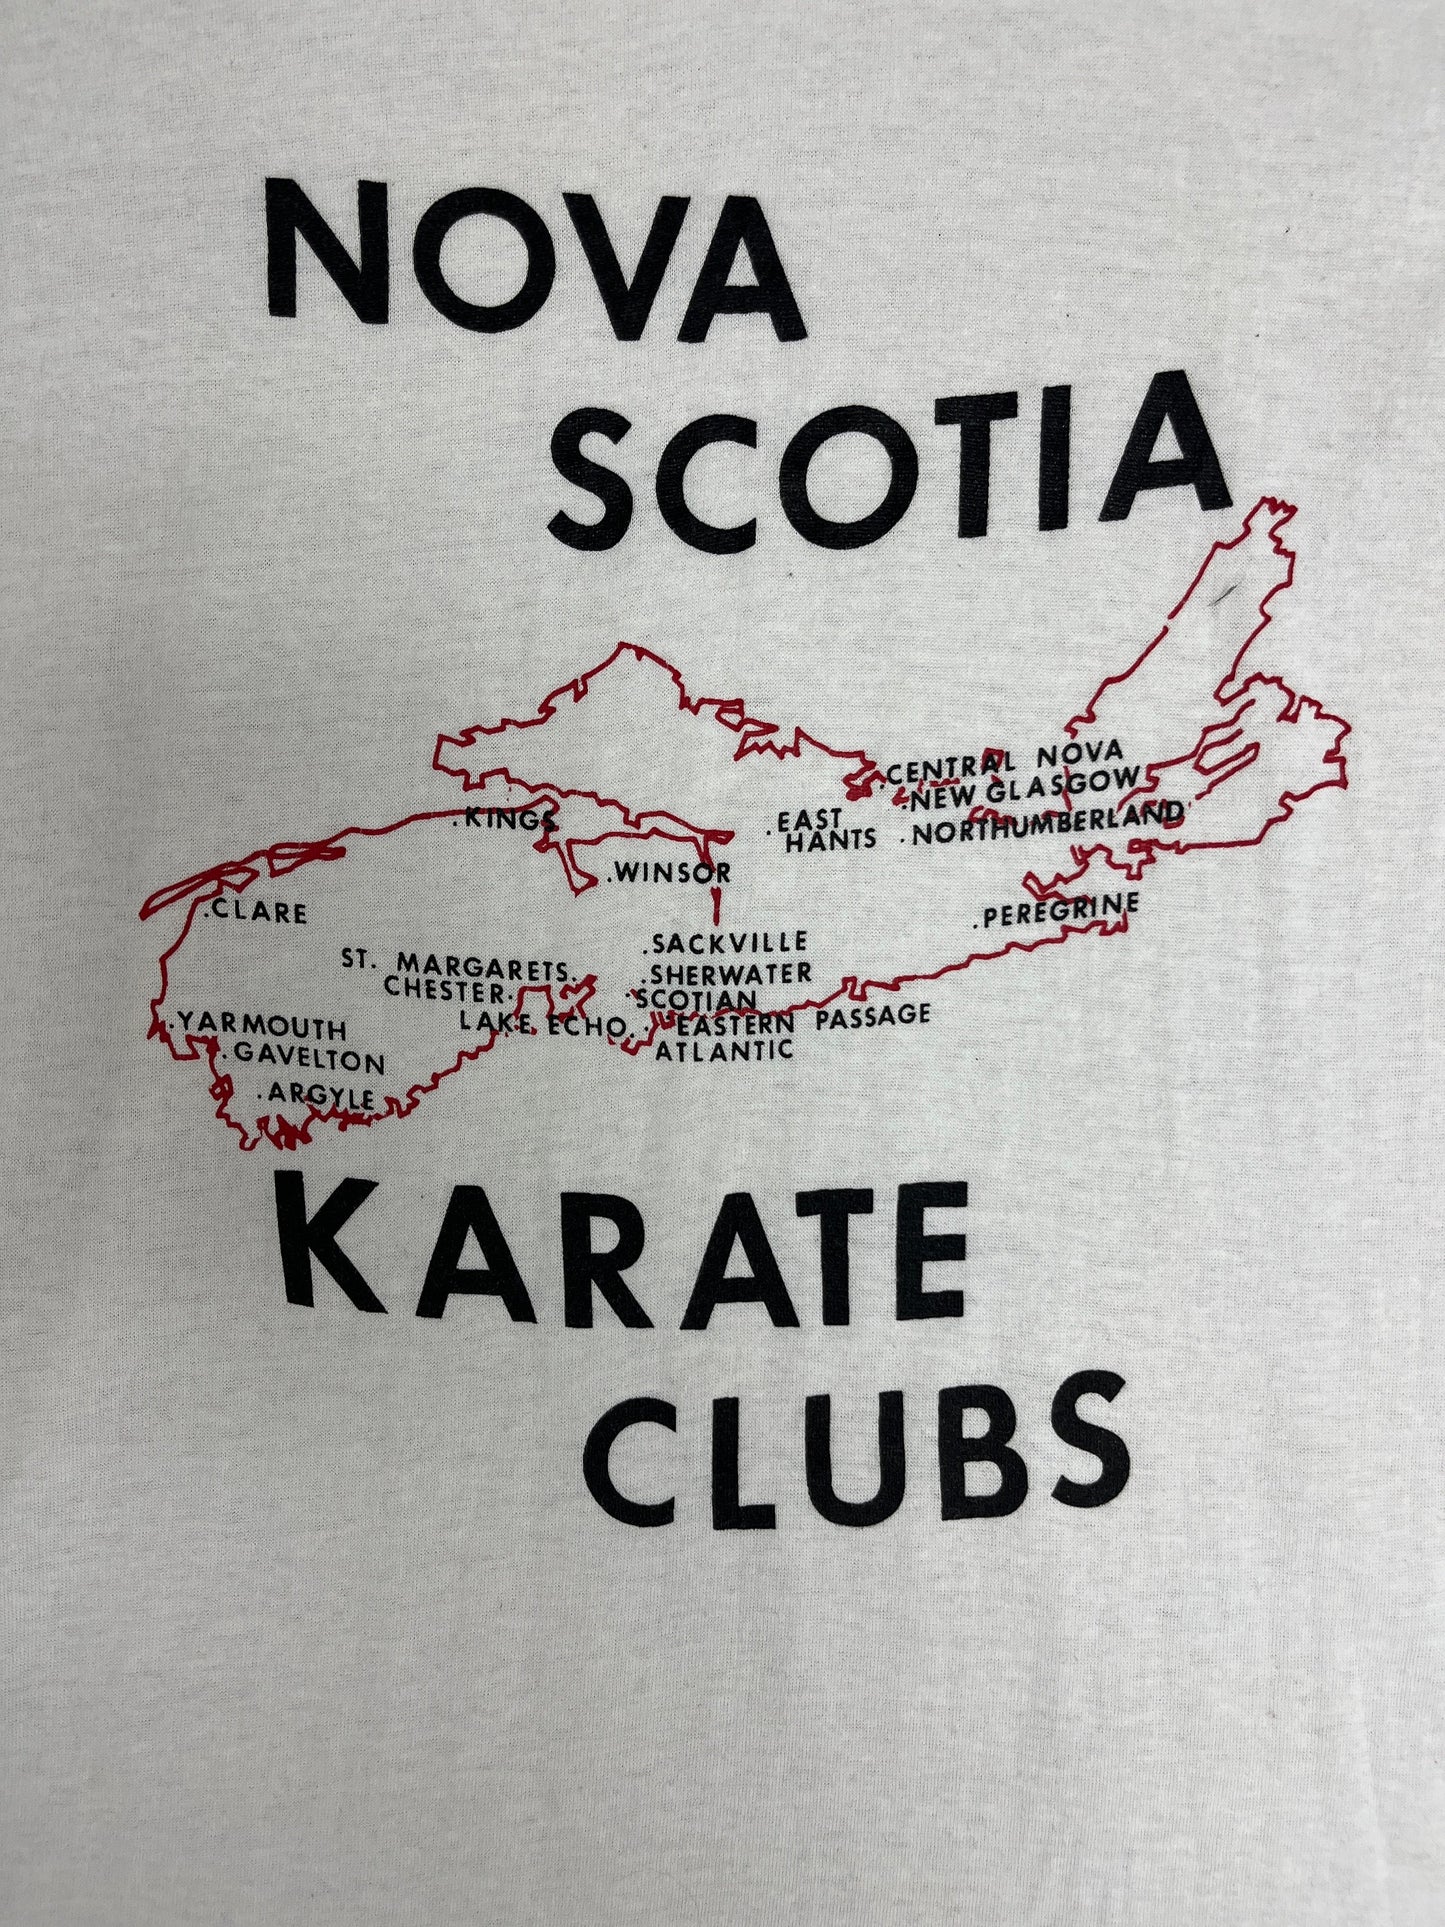 NOVA
SCOTIA
.CENTRAL NOVA
.NEW GLASGOW
.KINGS
.EAST
HANTS
.NORTHUMBERLAND
.WINSOR
.CLARE
.PEREGRINE
.SACKVILLE
ST. MARGARETS.
.SHERWATER
CHESTER.
.SCOTIAN
LAKE ECHO.
.EASTERN PASSAGE
.YARMOUTH
ATLANTIC
.GAVELTON
.ARGYLE
KARATE
CLUBS